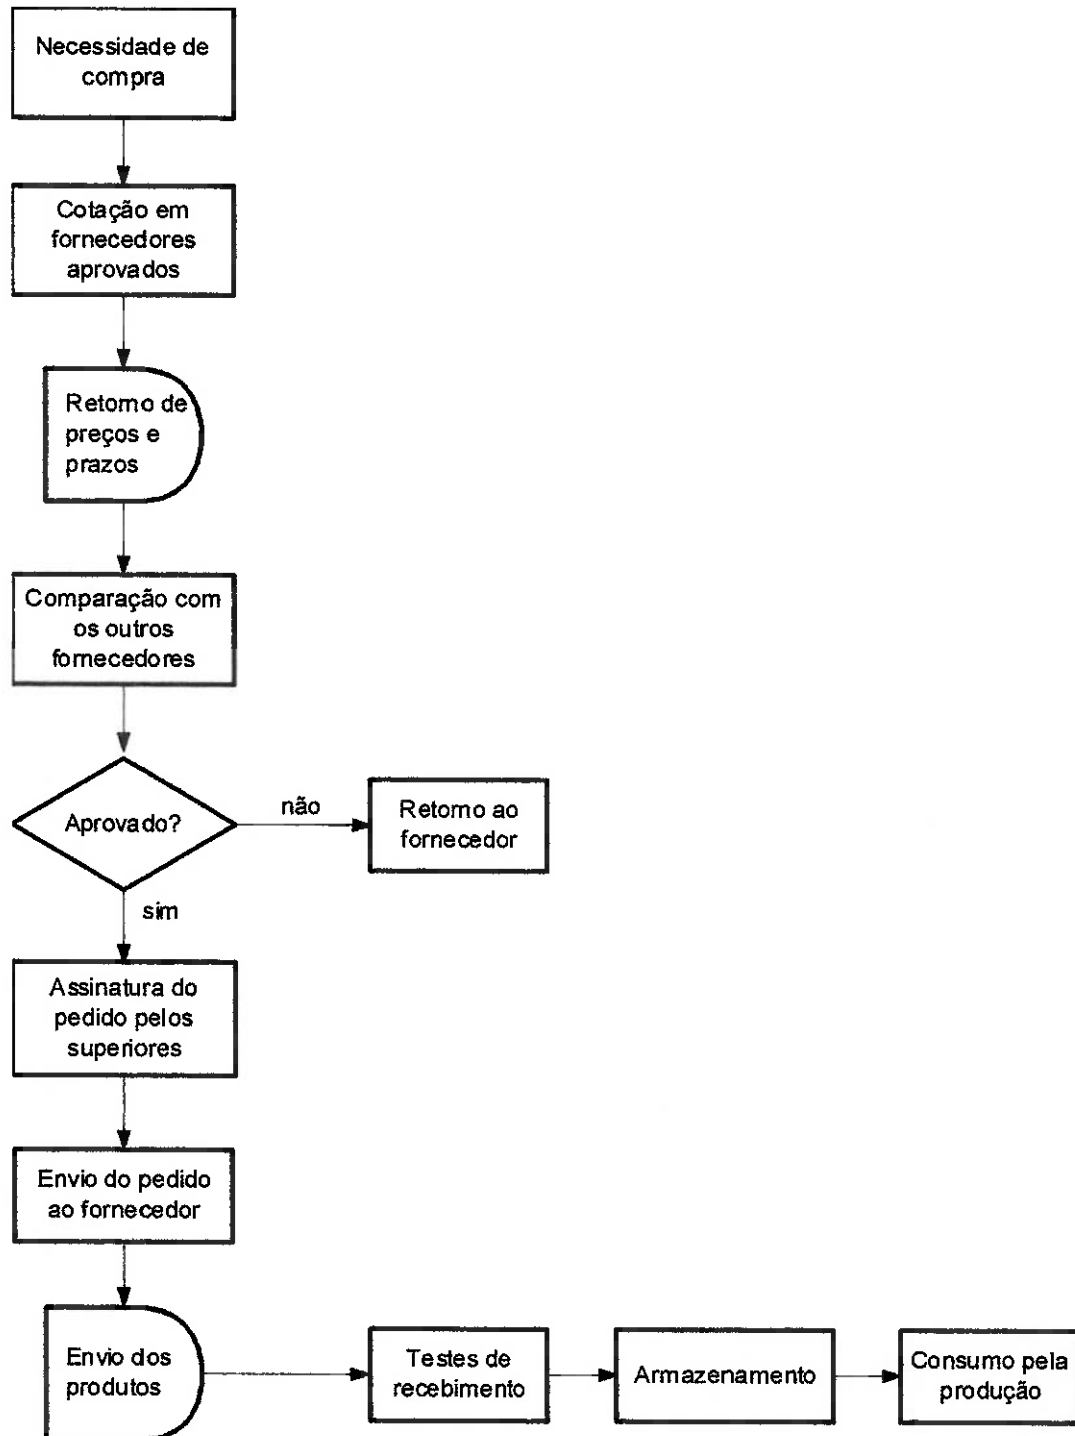 Necessidade de
compra
Cotação em
fornecedores
aprovados
Retorno de
preços e
prazos
Comparação com
os outros
fornecedores
Aprovado?
não
Retorno ao
fornecedor
sim
Assinatura do
pedido pelos
superiores
Envio do pedido
ao fornecedor
Envio dos
produtos
Testes de
recebimento
Armazenamento
Consumo pela
produção